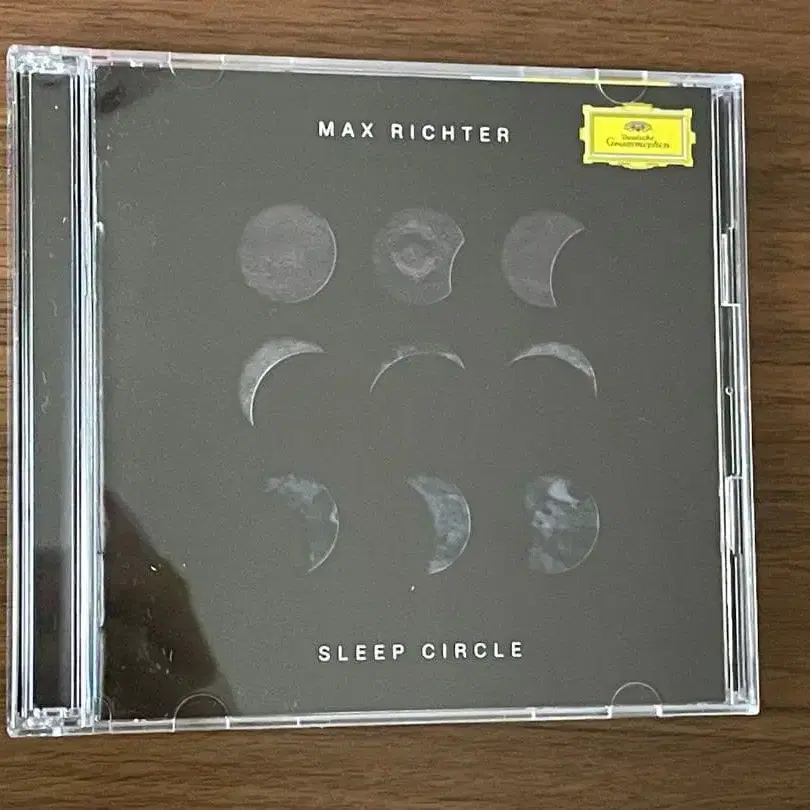 MAX RICHTER
Deutsche
Grammophon
SLEEP CIRCLE